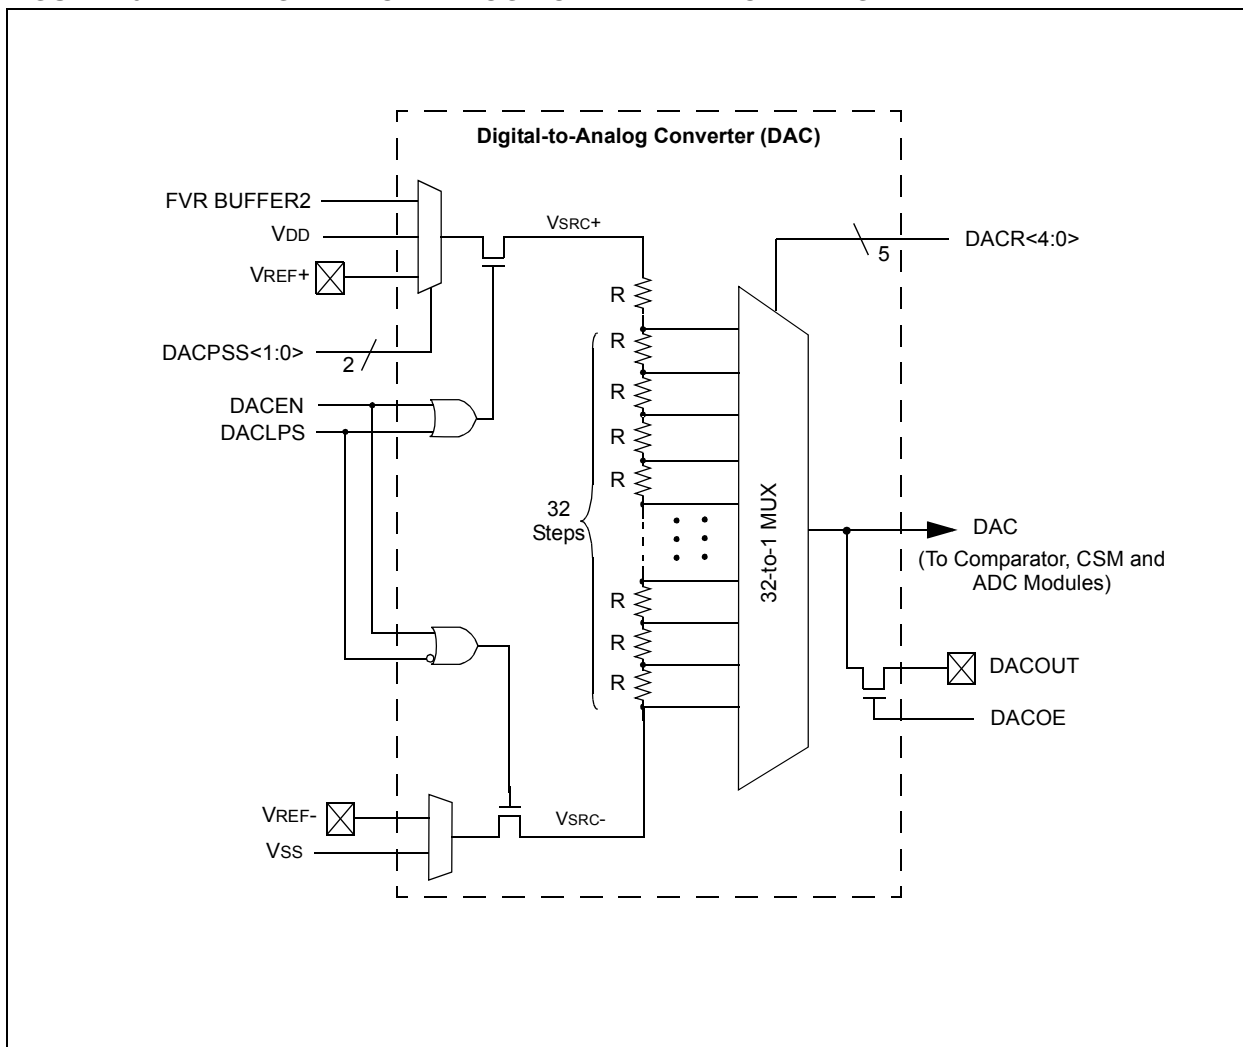 Digital-to-Analog Converter (DAC)
FVR BUFFER2
VDD
VREF+
VSRC+
DACR<4:0>
5
R
DACPSS<1:0>
2
R
R
DACEN
DACLPS
R
R
32
Steps
32-to-1 MUX
DAC
(To Comparator, CSM and
ADC Modules)
R
R
R
DACOUT
DACOE
VREF-
VSRC-
VSS